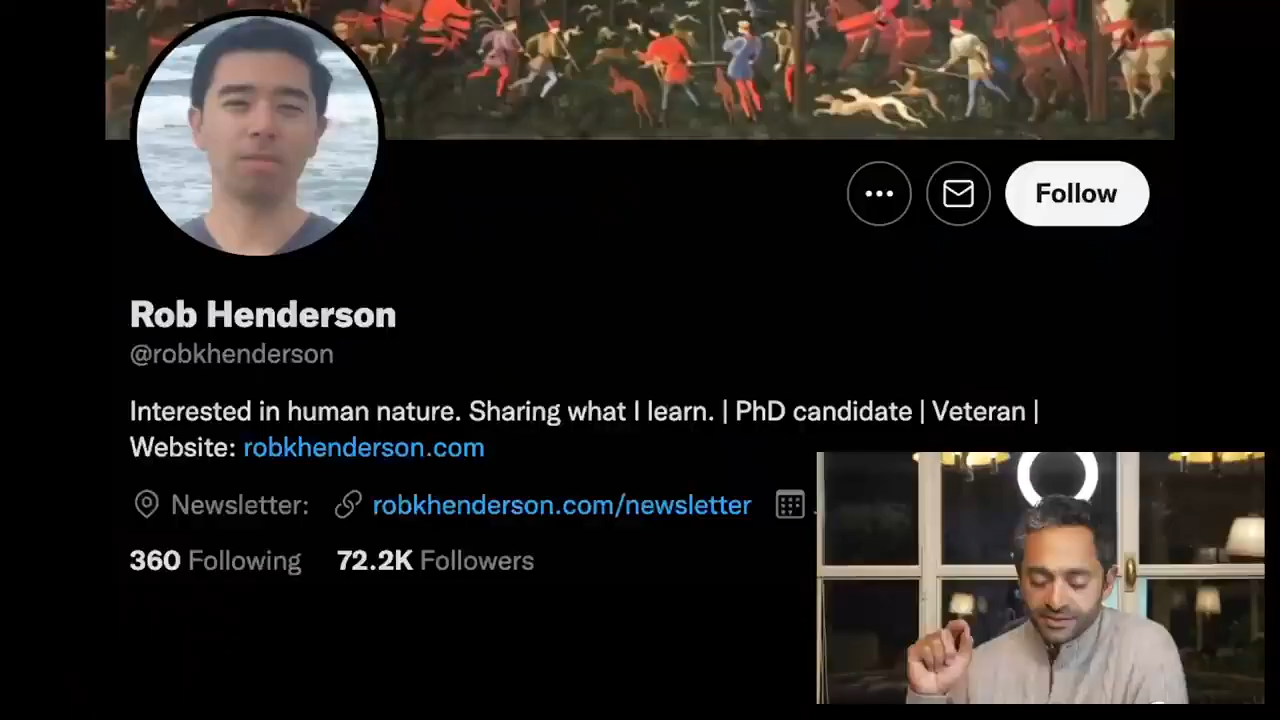 Follow
Rob Henderson
@robkhenderson
Interested in human nature. Sharing what I learn. | PhD candidate | Veteran |
Website: robkhenderson.com
Newsletter: robkhenderson.com/newsletter
360 Following 72.2K Followers